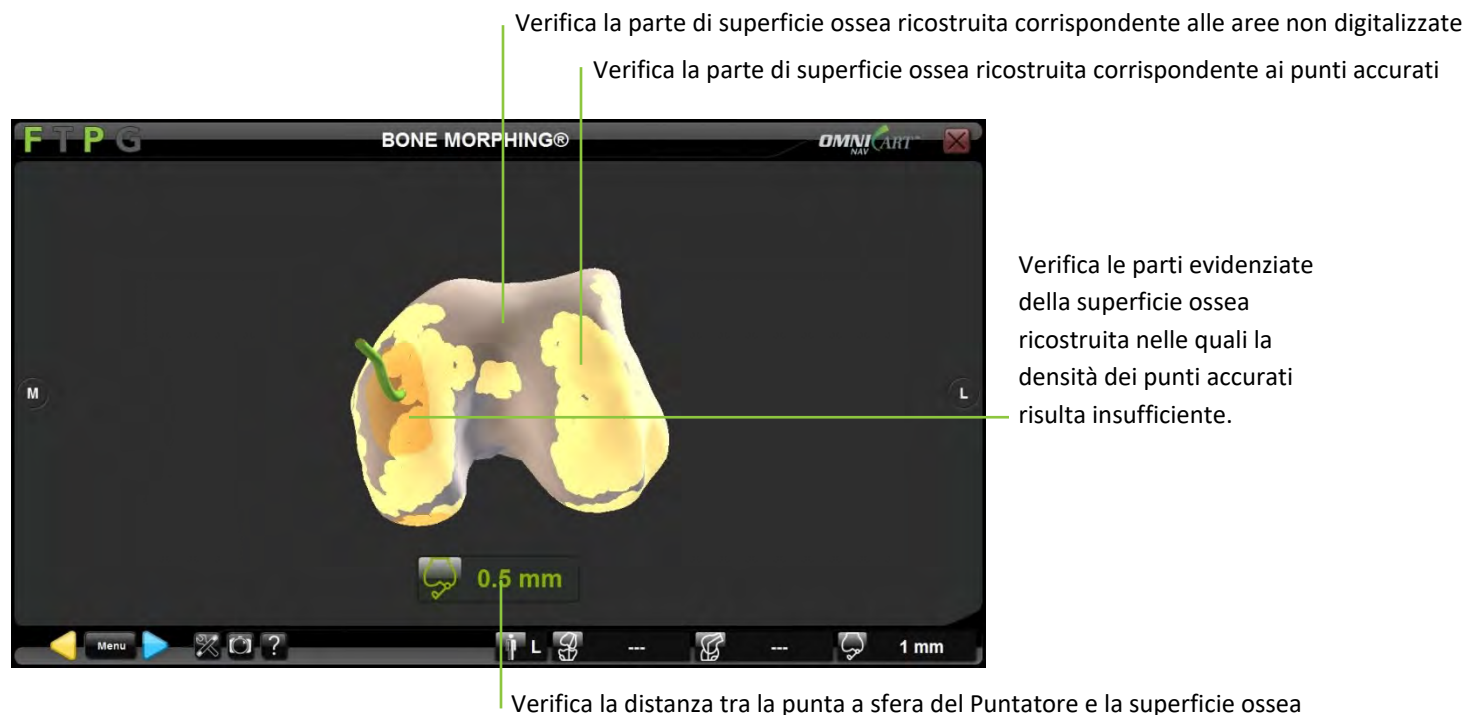 Verifica la parte di superficie ossea ricostruita corrispondente alle aree non digitalizzate
Verifica la parte di superficie ossea ricostruita corrispondente ai punti accurati
F T P G
BONE MORPHING®
OMNI CART™
NAV
M
L
Verifica le parti evidenziate
della superficie ossea
ricostruita nelle quali la
densità dei punti accurati
risulta insufficiente.
0.5 mm
Menu
?
L
---
---
1 mm
Verifica la distanza tra la punta a sfera del Puntatore e la superficie ossea